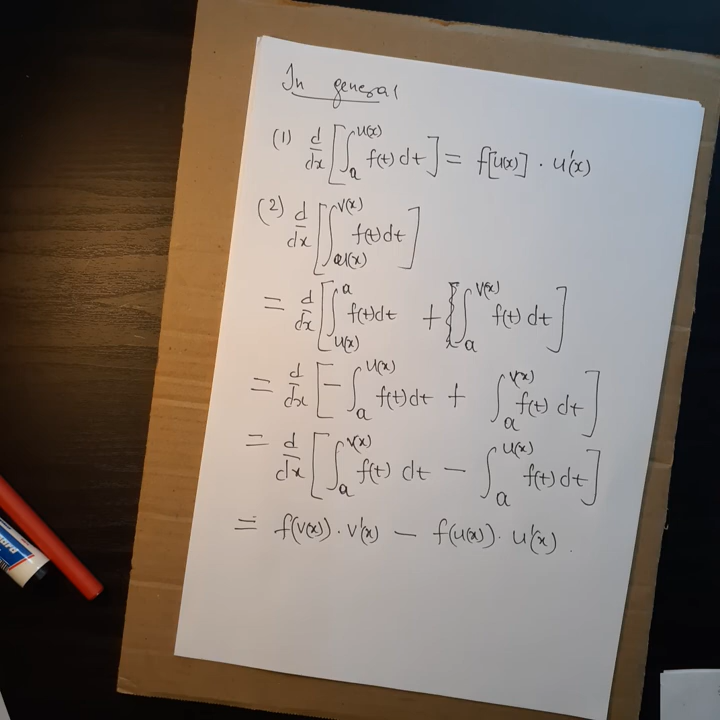 In general
(1) d/dx [∫_a^{u(x)} f(t) dt] = f[u(x)] · u'(x)
(2) d/dx [∫_{u(x)}^{v(x)} f(t)dt]
= d/dx [∫_{u(x)}^a f(t)dt + ∫_a^{v(x)} f(t) dt]
= d/dx [-∫_a^{u(x)} f(t)dt + ∫_a^{v(x)} f(t) dt]
= d/dx [∫_a^{v(x)} f(t) dt - ∫_a^{u(x)} f(t)dt]
= f(v(x)) · v'(x) - f(u(x)) · u'(x).